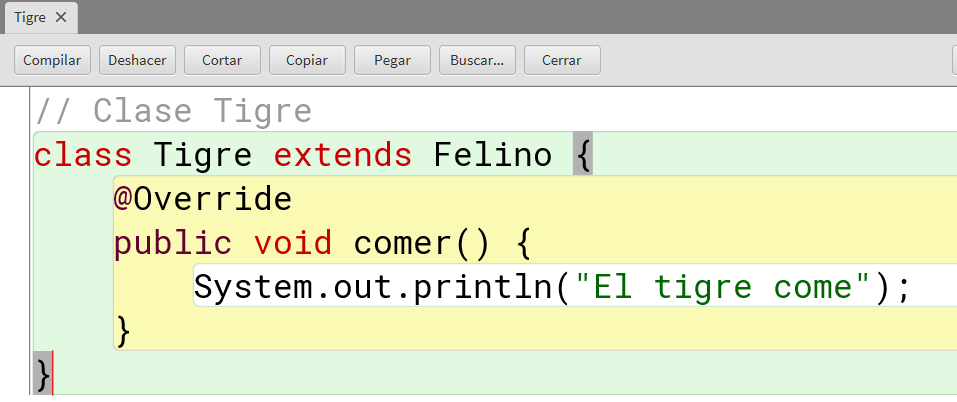 Tigre
Compilar Deshacer Cortar Copiar Pegar Buscar... Cerrar
// Clase Tigre
class Tigre extends Felino {
@Override
public void comer() {
System.out.println("El tigre come");
}
}